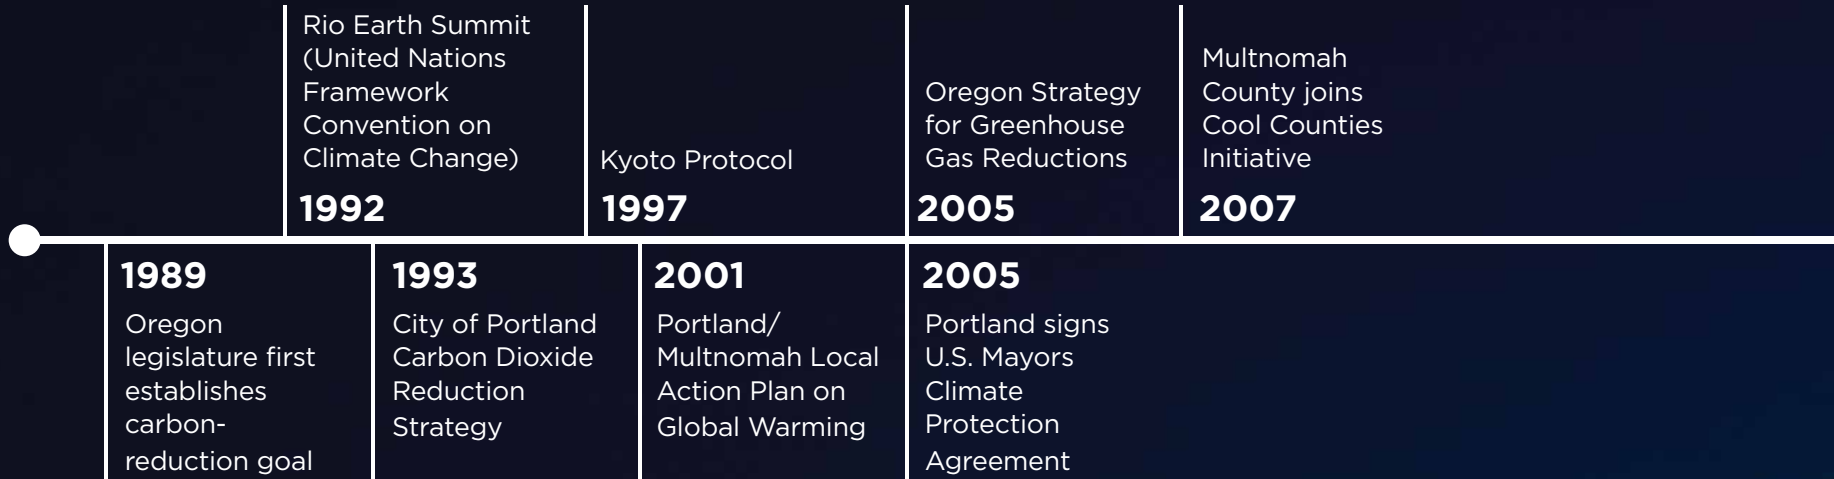 Rio Earth Summit
(United Nations
Framework
Convention on
Climate Change)
1992
Kyoto Protocol
1997
Oregon Strategy
for Greenhouse
Gas Reductions
2005
Multnomah
County joins
Cool Counties
Initiative
2007
1989
Oregon
legislature first
establishes
carbon-
reduction goal
1993
City of Portland
Carbon Dioxide
Reduction
Strategy
2001
Portland/
Multnomah Local
Action Plan on
Global Warming
2005
Portland signs
U.S. Mayors
Climate
Protection
Agreement